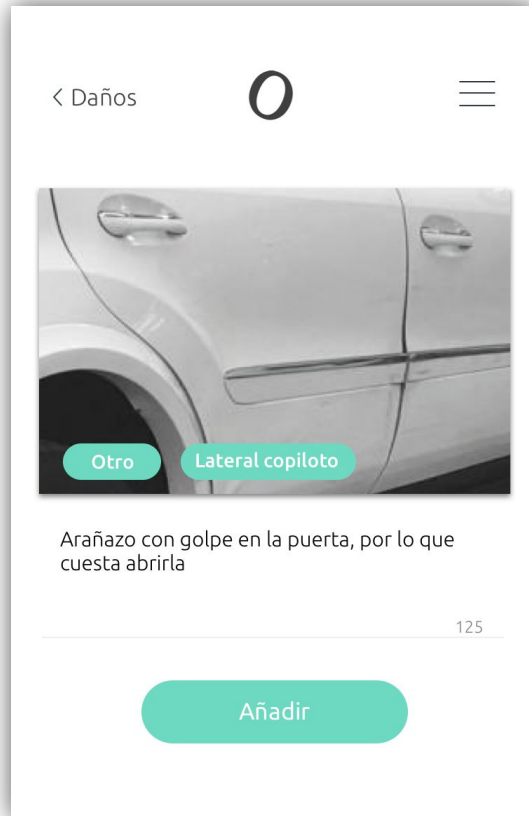 < Daños
O
Otro
Lateral copiloto
Arañazo con golpe en la puerta, por lo que
cuesta abrirla
125
Añadir